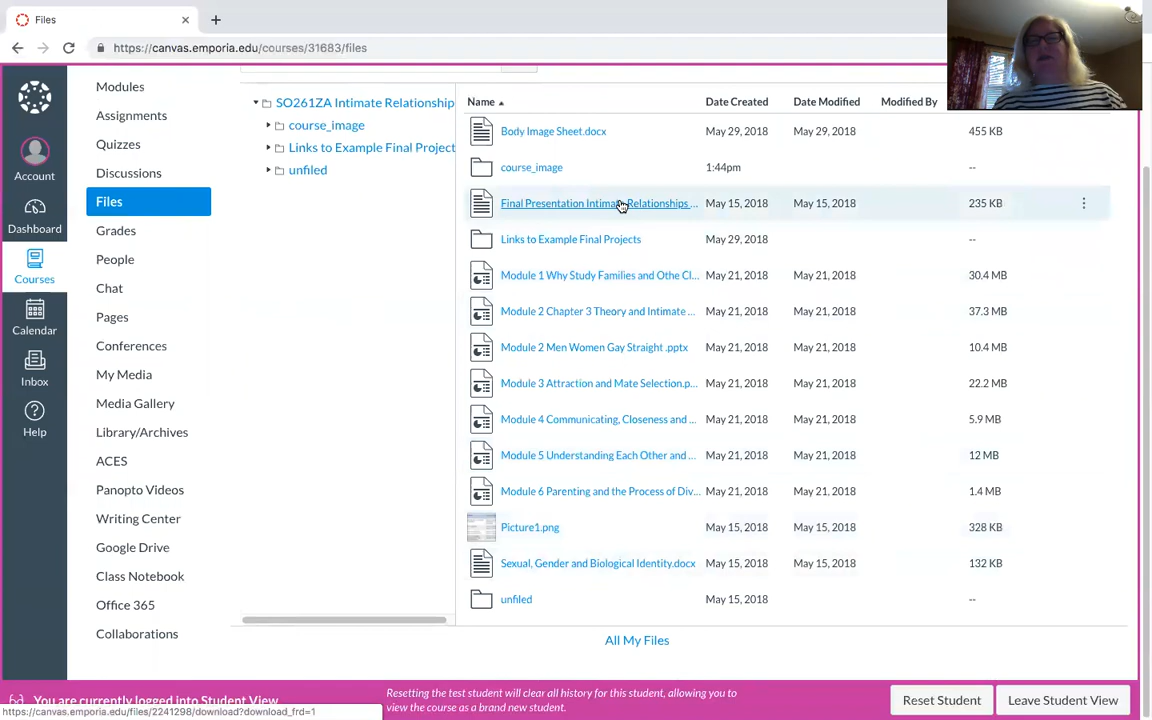 Files
https://canvas.emporia.edu/courses/31683/files
Account
Dashboard
Courses
Calendar
Inbox
Help
Modules
Assignments
Quizzes
Discussions
Files
Grades
People
Chat
Pages
Conferences
My Media
Media Gallery
Library/Archives
ACES
Panopto Videos
Writing Center
Google Drive
Class Notebook
Office 365
Collaborations
SO261ZA Intimate Relationship
course_image
Links to Example Final Project
unfiled
Name Date Created Date Modified Modified By
Body Image Sheet.docx May 29, 2018 May 29, 2018 455 KB
course_image 1:44pm --
Final Presentation Intimate Relationships ... May 15, 2018 May 15, 2018 235 KB
Links to Example Final Projects May 29, 2018 --
Module 1 Why Study Families and Othe Cl... May 21, 2018 May 21, 2018 30.4 MB
Module 2 Chapter 3 Theory and Intimate ... May 21, 2018 May 21, 2018 37.3 MB
Module 2 Men Women Gay Straight .pptx May 21, 2018 May 21, 2018 10.4 MB
Module 3 Attraction and Mate Selection.p... May 21, 2018 May 21, 2018 22.2 MB
Module 4 Communicating, Closeness and ... May 21, 2018 May 21, 2018 5.9 MB
Module 5 Understanding Each Other and ... May 21, 2018 May 21, 2018 12 MB
Module 6 Parenting and the Process of Div... May 21, 2018 May 21, 2018 1.4 MB
Picture1.png May 15, 2018 May 15, 2018 328 KB
Sexual, Gender and Biological Identity.docx May 15, 2018 May 15, 2018 132 KB
unfiled May 15, 2018 --
All My Files
You are currently logged into Student View
Resetting the test student will clear all history for this student, allowing you to
view the course as a brand new student.
Reset Student
Leave Student View
https://canvas.emporia.edu/files/2241298/download?download_frd=1